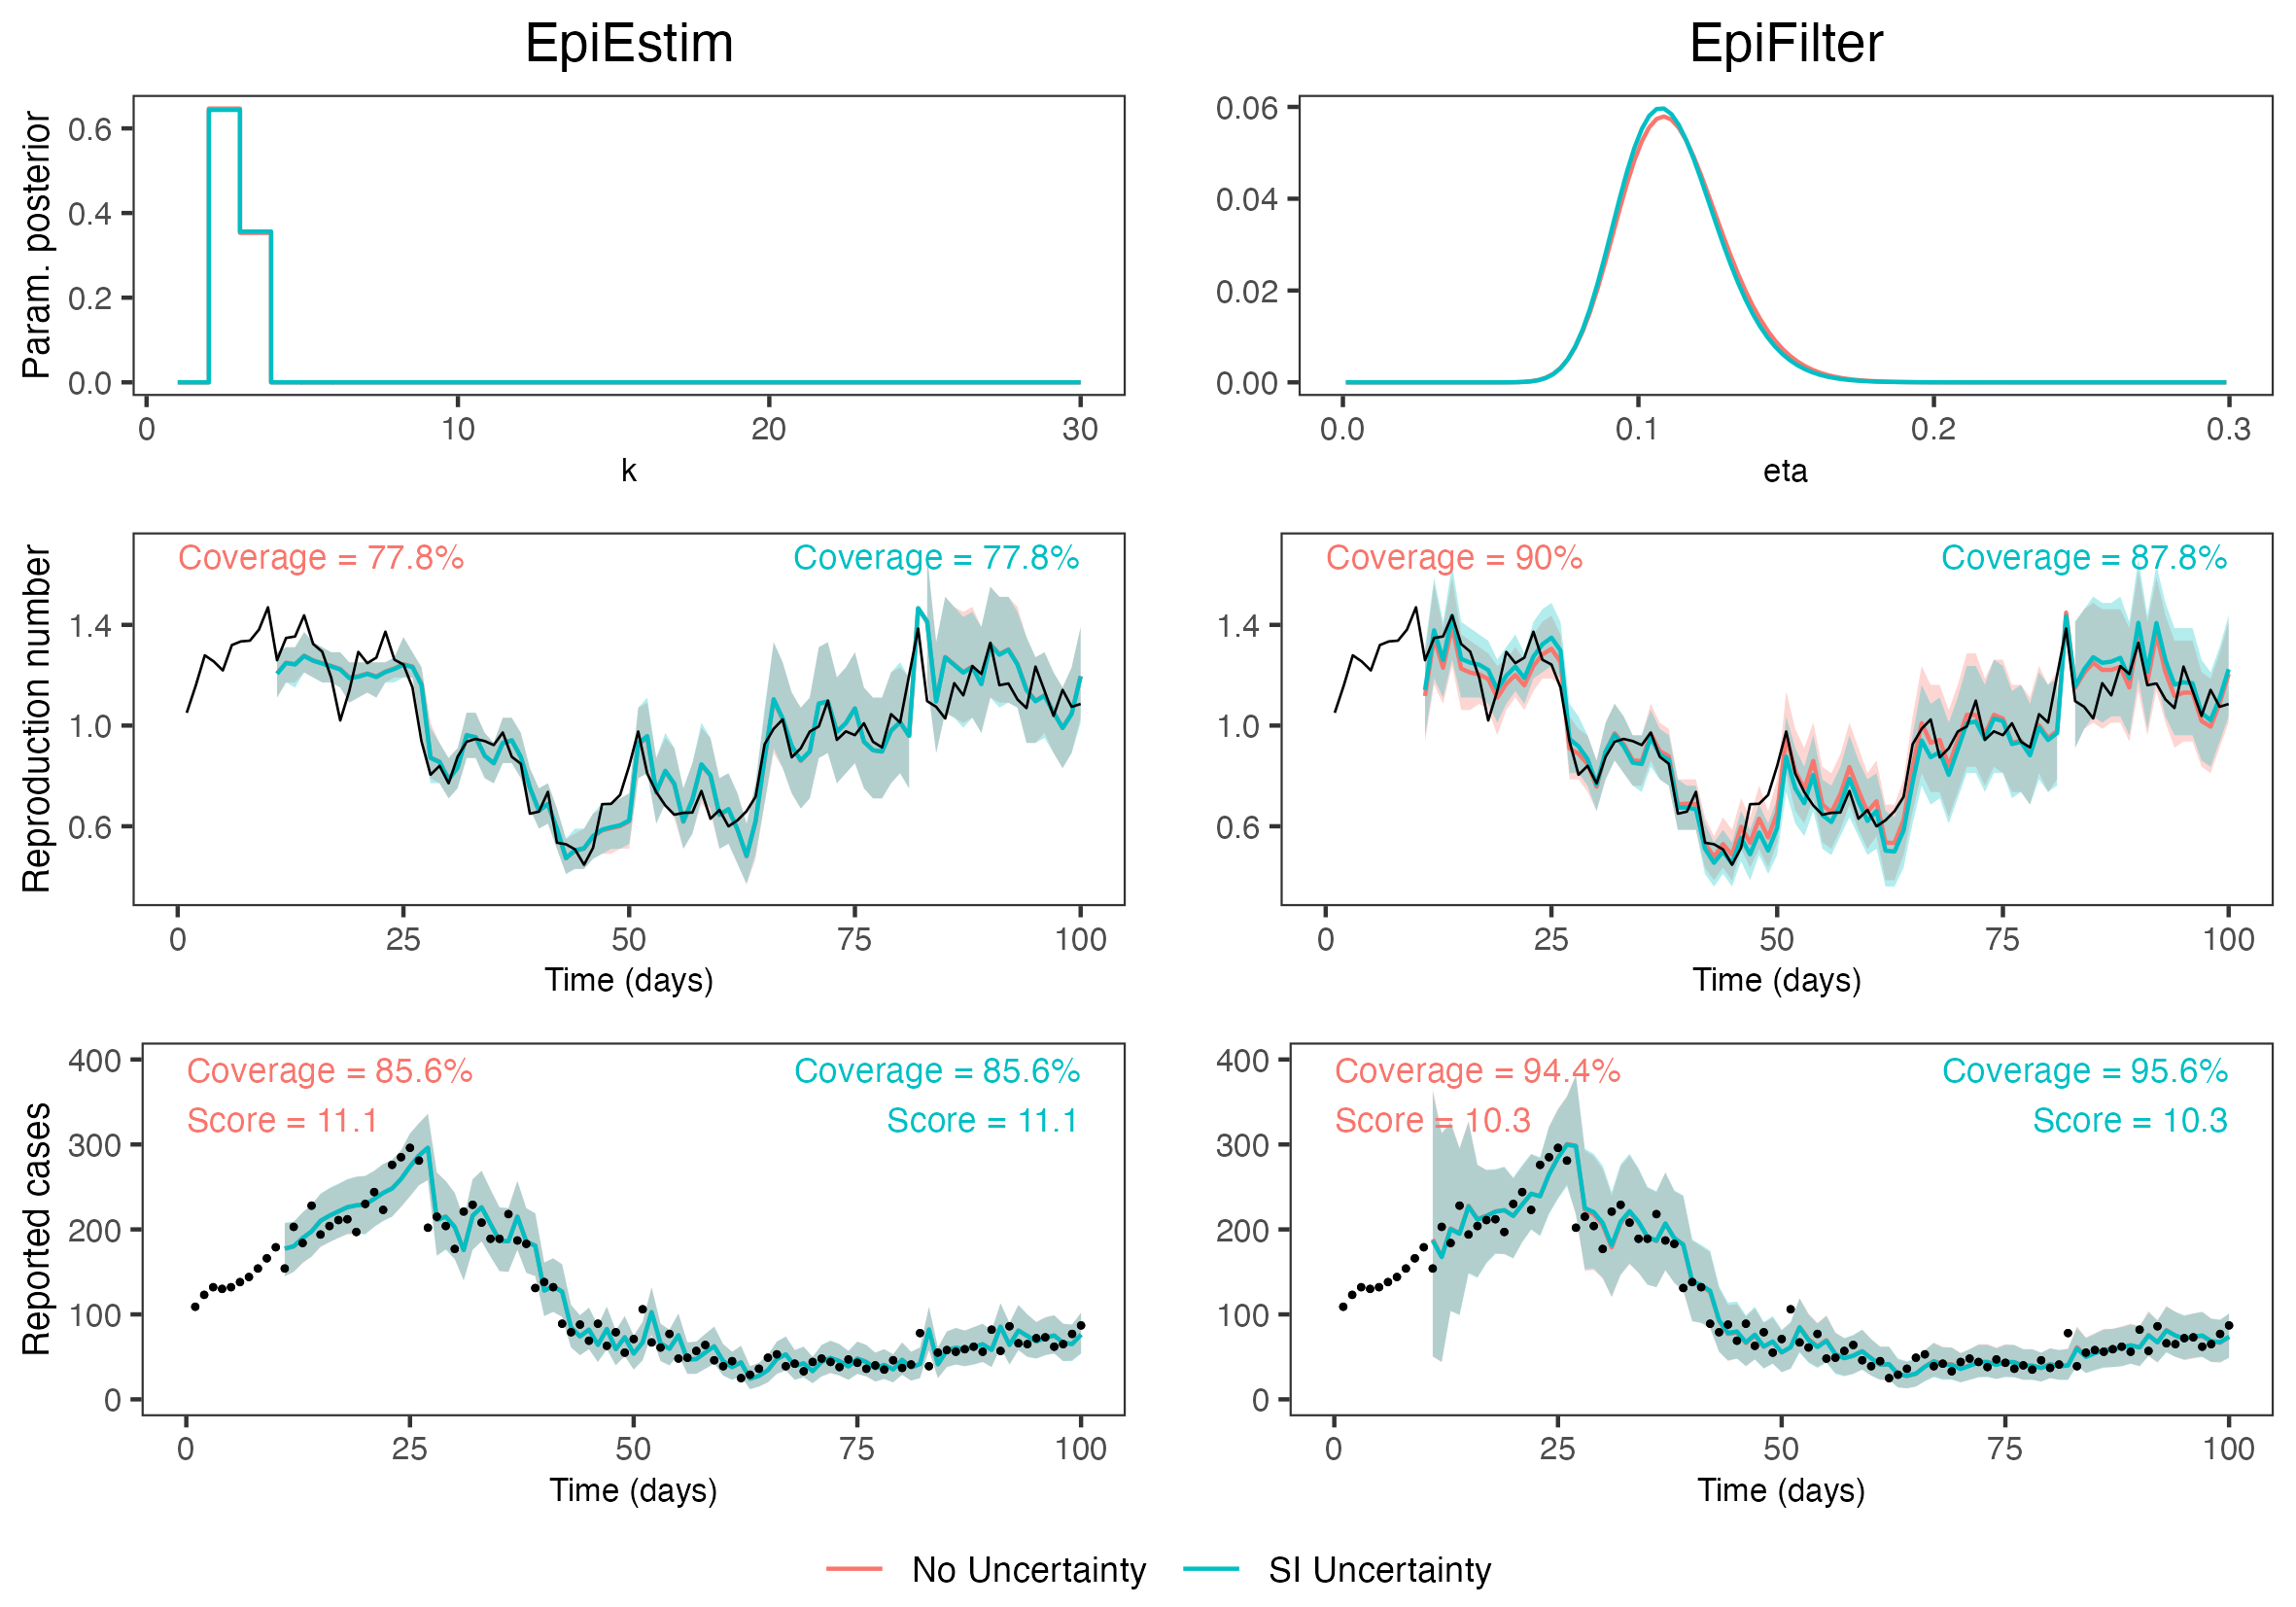 EpiEstim
EpiFilter
Param. posterior
0.6
0.4
0.2
0.0
0
10
20
30
k
0.06
0.04
0.02
0.00
0.0
0.1
0.2
0.3
eta
Reproduction number
Coverage = 77.8%
Coverage = 77.8%
1.4
1.0
0.6
0
25
50
75
100
Time (days)
Coverage = 90%
Coverage = 87.8%
1.4
1.0
0.6
0
25
50
75
100
Time (days)
Reported cases
Coverage = 85.6%
Coverage = 85.6%
Score = 11.1
Score = 11.1
400
300
200
100
0
0
25
50
75
100
Time (days)
Coverage = 94.4%
Coverage = 95.6%
Score = 10.3
Score = 10.3
400
300
200
100
0
0
25
50
75
100
Time (days)
No Uncertainty
SI Uncertainty